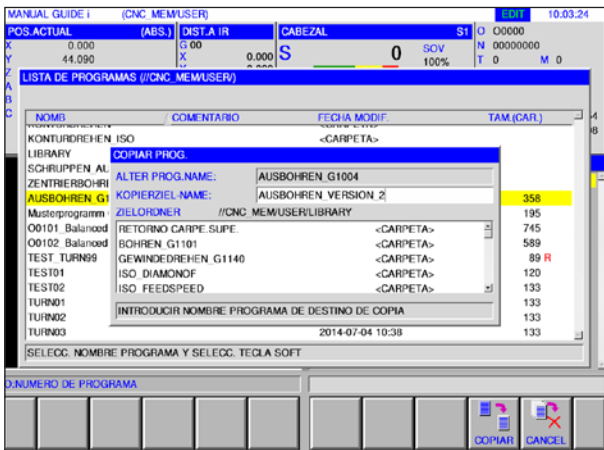 MANUAL GUIDE i (CNC_MEM/USER) EDIT 10.03.24
POS.ACTUAL (ABS.) DIST.A IR CABEZAL S1 O O0000
X 0.000 G 00 S 0 SOV N 00000000
Y 44.090 X 0.000 100% T 0 M 0
Z
LISTA DE PROGRAMAS (//CNC_MEM/USER/)
A
B
C NOMB COMENTARIO FECHA MODIF. TAM.(CAR.)
KONTURDREHEN ISO <CARPETA>
LIBRARY
COPIAR PROG.
SCHRUPPEN_AL
ALTER PROG.NAME: AUSBOHREN_G1004
ZENTRIERBOHRI
KOPIERZIEL-NAME: AUSBOHREN_VERSION_2
AUSBOHREN_G1 358
Musterprogramm 195
ZIELORDNER //CNC_MEM/USER/LIBRARY
O0101_Balanced 745
RETORNO CARPE.SUPE. <CARPETA>
O0102_Balanced 589
BOHREN_G1101 <CARPETA>
TEST_TURN99 89 R
GEWINDEDREHEN_G1140 <CARPETA>
TEST01 120
ISO_DIAMONOF <CARPETA>
TEST02 133
ISO_FEEDSPEED <CARPETA>
TURN01 133
INTRODUCIR NOMBRE PROGRAMA DE DESTINO DE COPIA
TURN02 133
TURN03 2014-07-04 10:38 133
SELECC. NOMBRE PROGRAMA Y SELECC. TECLA SOFT
O:NUMERO DE PROGRAMA
COPIAR CANCEL